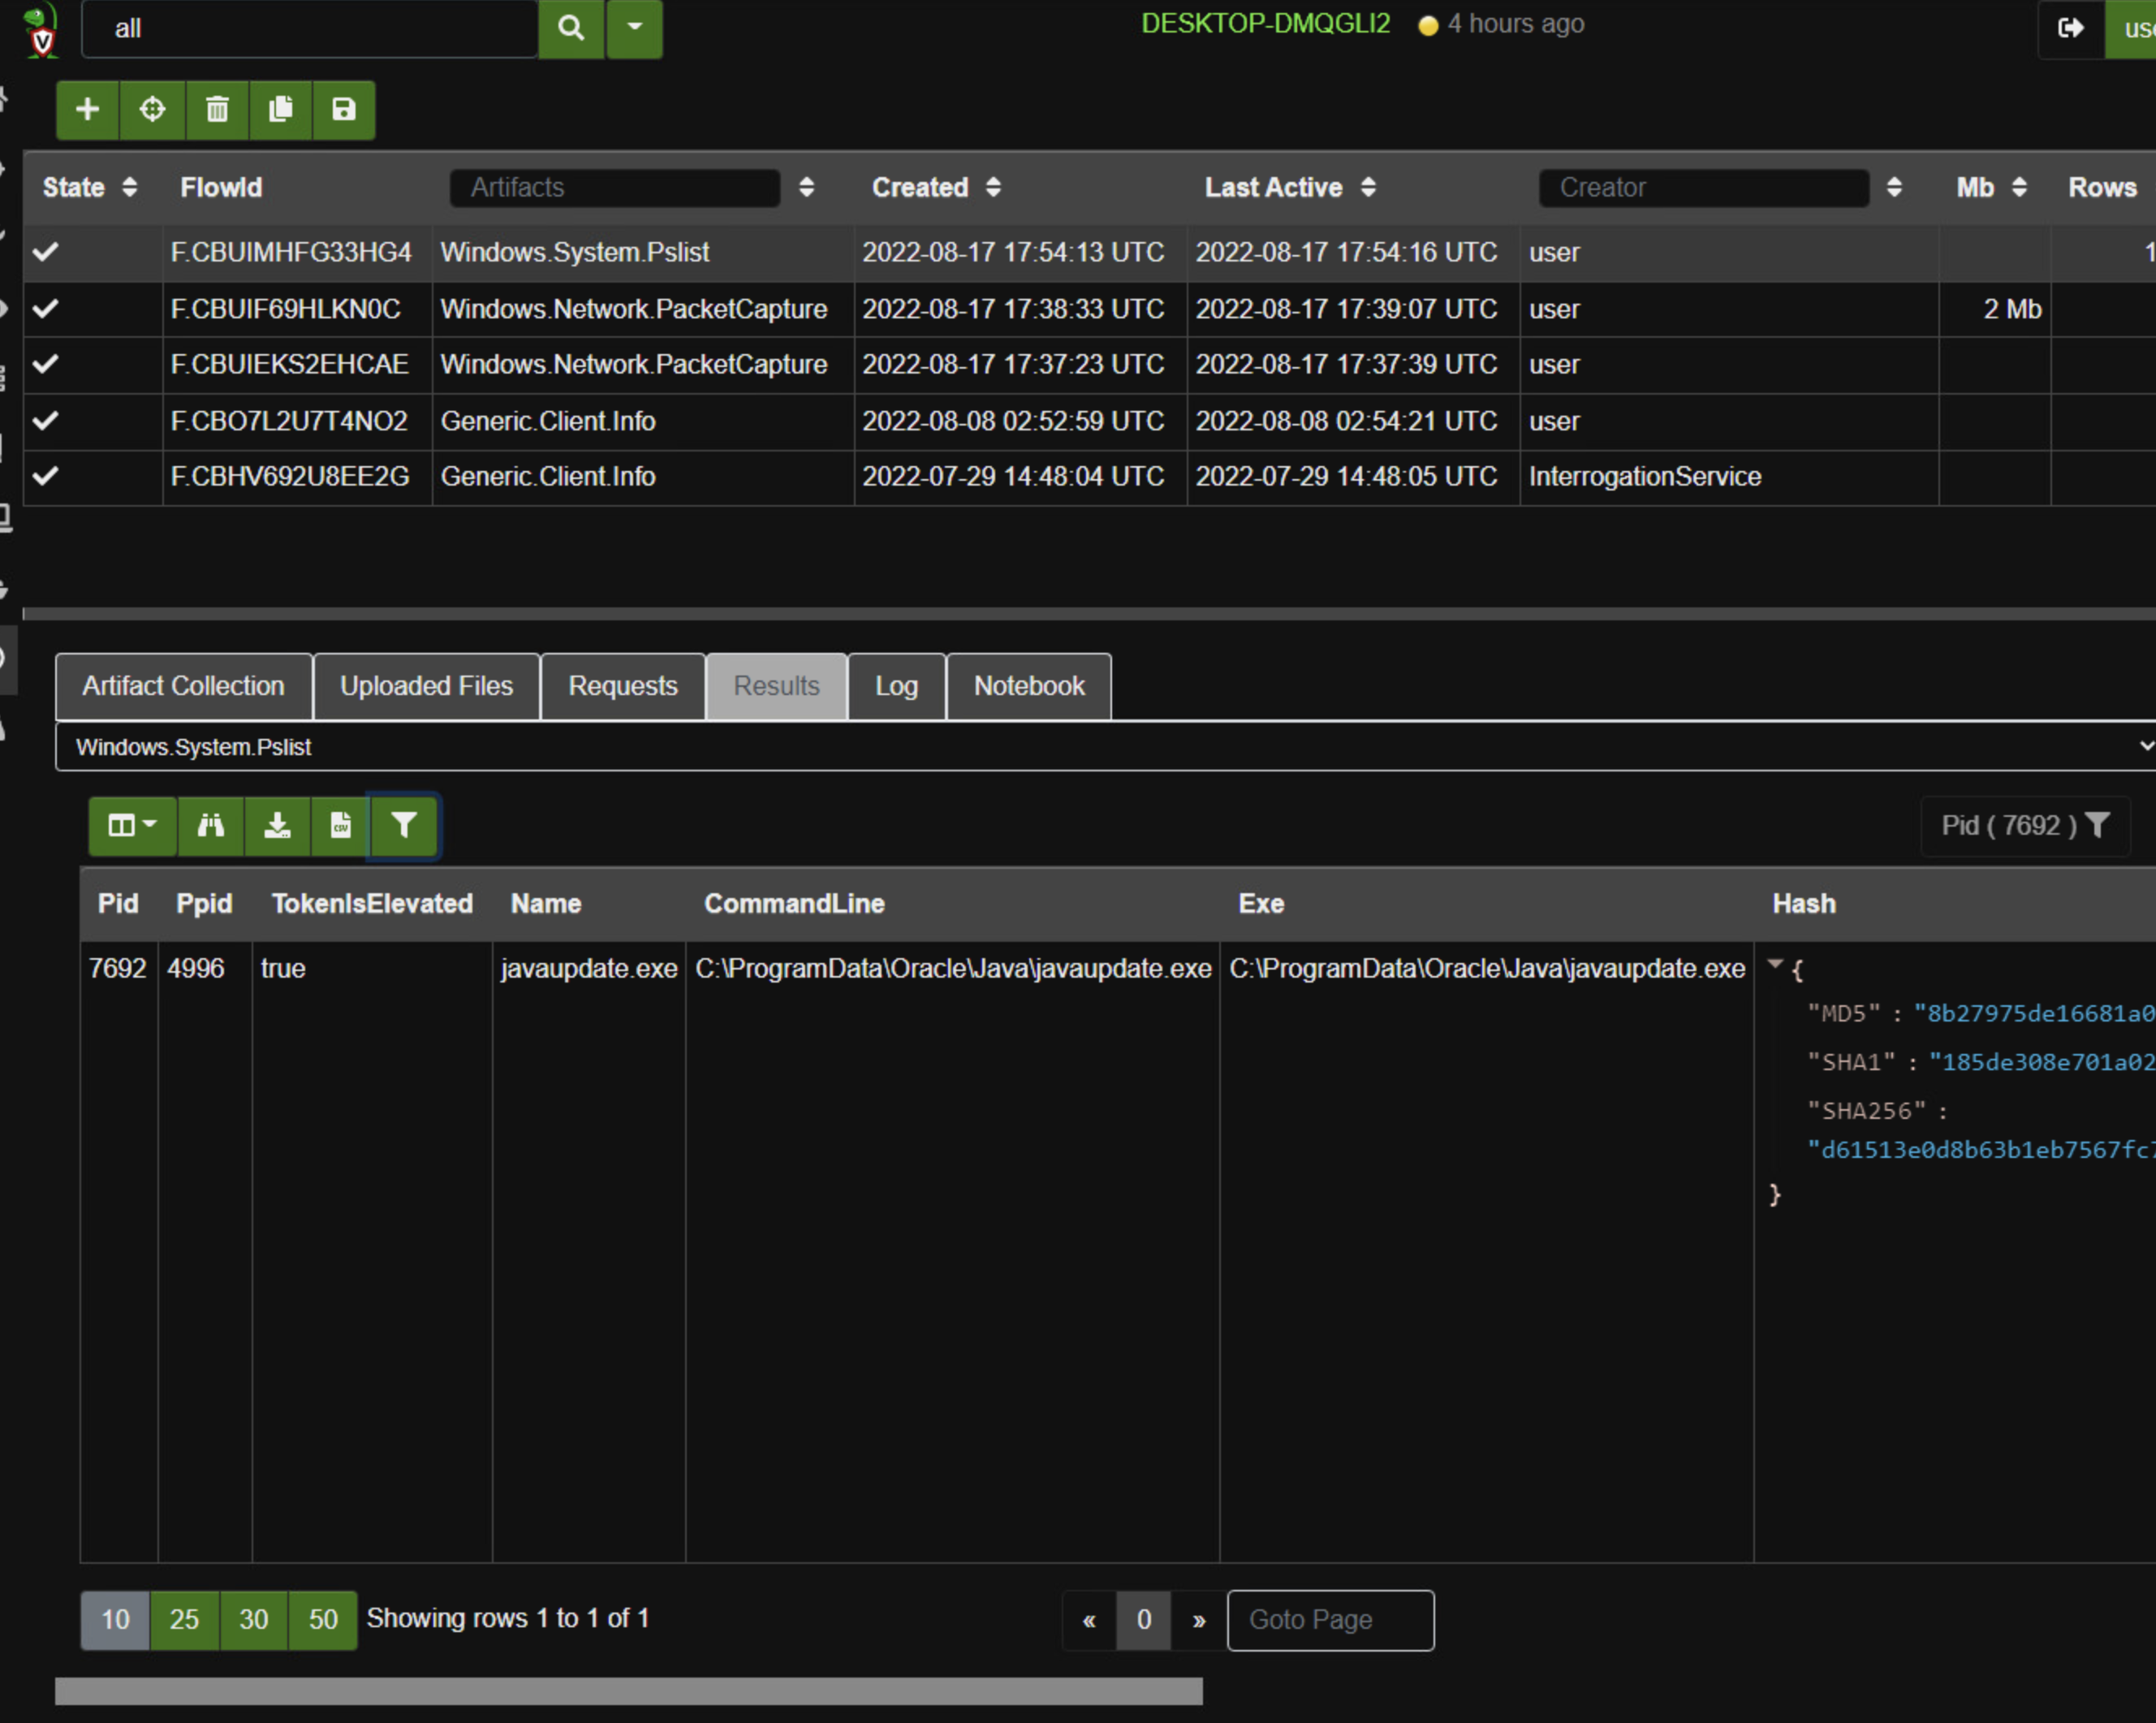 all
DESKTOP-DMQGLI2 4 hours ago
State FlowId Artifacts Created Last Active Creator Mb Rows
F.CBUIMHFG33HG4 Windows.System.Pslist 2022-08-17 17:54:13 UTC 2022-08-17 17:54:16 UTC user
F.CBUIF69HLKN0C Windows.Network.PacketCapture 2022-08-17 17:38:33 UTC 2022-08-17 17:39:07 UTC user 2 Mb
F.CBUIEKS2EHCAE Windows.Network.PacketCapture 2022-08-17 17:37:23 UTC 2022-08-17 17:37:39 UTC user
F.CBO7L2U7T4NO2 Generic.Client.Info 2022-08-08 02:52:59 UTC 2022-08-08 02:54:21 UTC user
F.CBHV692U8EE2G Generic.Client.Info 2022-07-29 14:48:04 UTC 2022-07-29 14:48:05 UTC InterrogationService
Artifact Collection Uploaded Files Requests Results Log Notebook
Windows.System.Pslist
Pid ( 7692 )
Pid Ppid TokenIsElevated Name CommandLine Exe Hash
7692 4996 true javaupdate.exe C:\ProgramData\Oracle\Java\javaupdate.exe C:\ProgramData\Oracle\Java\javaupdate.exe {
"MD5" : "8b27975de16681a0
"SHA1" : "185de308e701a02
"SHA256" :
"d61513e0d8b63b1eb7567fc
}
10 25 30 50 Showing rows 1 to 1 of 1 « 0 » Goto Page